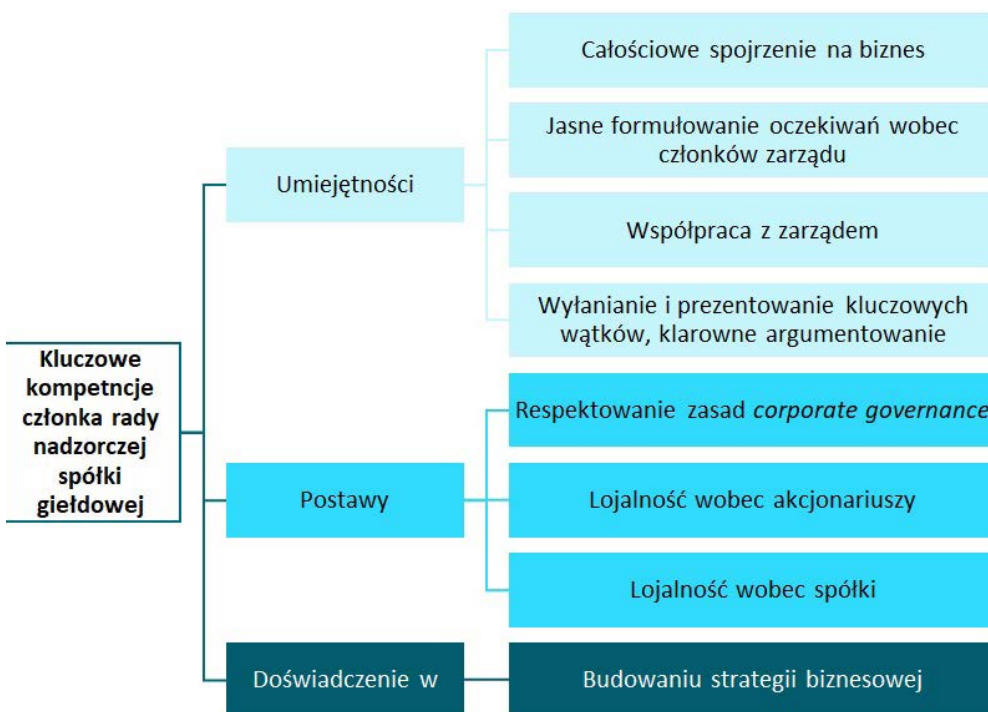 Kluczowe
kompetncje
członka rady
nadzorczej
spółki
giełdowej
Umiejętności
Całościowe spojrzenie na biznes
Jasne formułowanie oczekiwań wobec
członków zarządu
Współpraca z zarządem
Wyłanianie i prezentowanie kluczowych
wątków, klarowne argumentowanie
Postawy
Respektowanie zasad corporate governance
Lojalność wobec akcjonariuszy
Lojalność wobec spółki
Doświadczenie w
Budowaniu strategii biznesowej